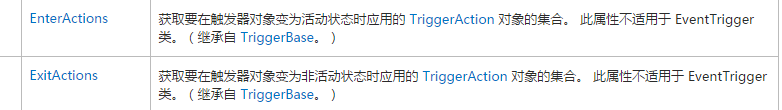 EnterActions
获取要在触发器对象变为活动状态时应用的 TriggerAction 对象的集合。 此属性不适用于 EventTrigger
类。（继承自 TriggerBase。）
ExitActions
获取要在触发器对象变为非活动状态时应用的 TriggerAction 对象的集合。 此属性不适用于 EventTrigger
类。（继承自 TriggerBase。）